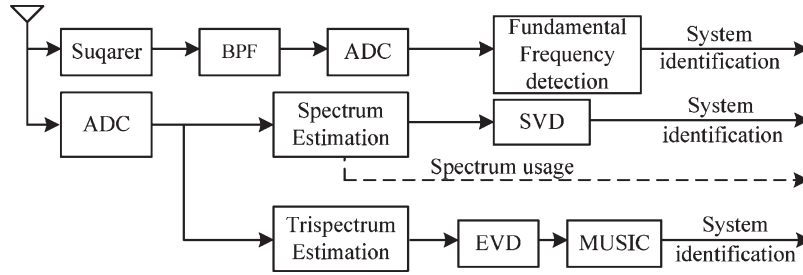 Suqarer
BPF
ADC
Fundamental
Frequency
detection
System
identification
ADC
Spectrum
Estimation
SVD
System
identification
Spectrum usage
Trispectrum
Estimation
EVD
MUSIC
System
identification